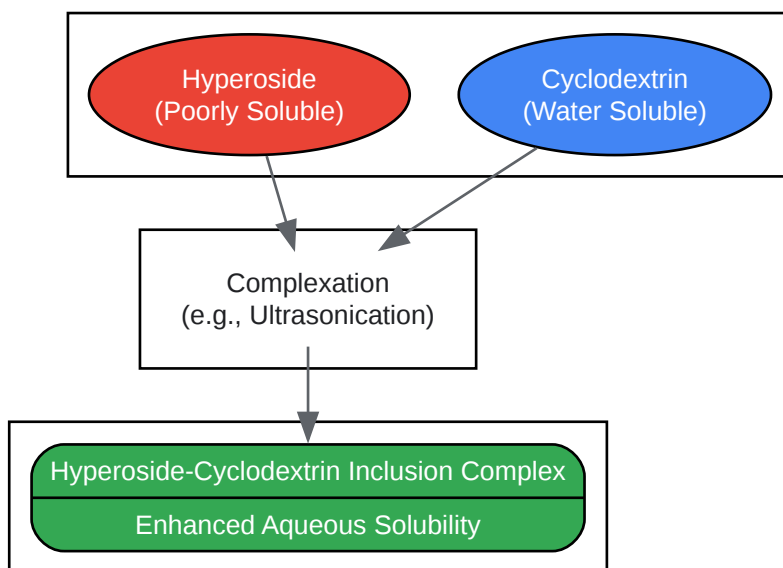 Hyperoside
(Poorly Soluble)
Cyclodextrin
(Water Soluble)
Complexation
(e.g., Ultrasonication)
Hyperoside-Cyclodextrin Inclusion Complex
Enhanced Aqueous Solubility